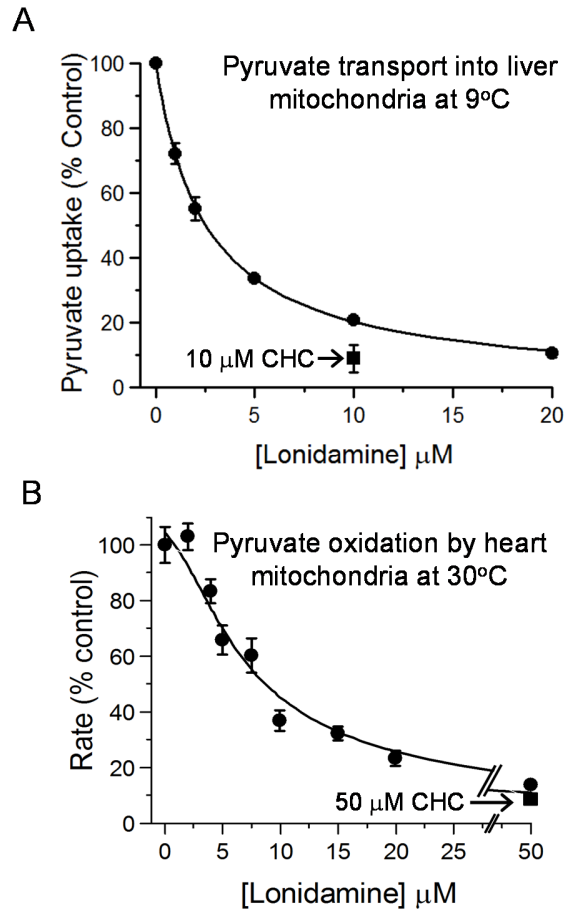 A
Pyruvate transport into liver
mitochondria at 9°C
Pyruvate uptake (% Control)
100
80
60
40
20
0
10 μM CHC
0
5
10
15
20
[Lonidamine] μM
B
Pyruvate oxidation by heart
mitochondria at 30°C
Rate (% control)
100
80
60
40
20
0
50 μM CHC
0
5
10
15
20
25
50
[Lonidamine] μM